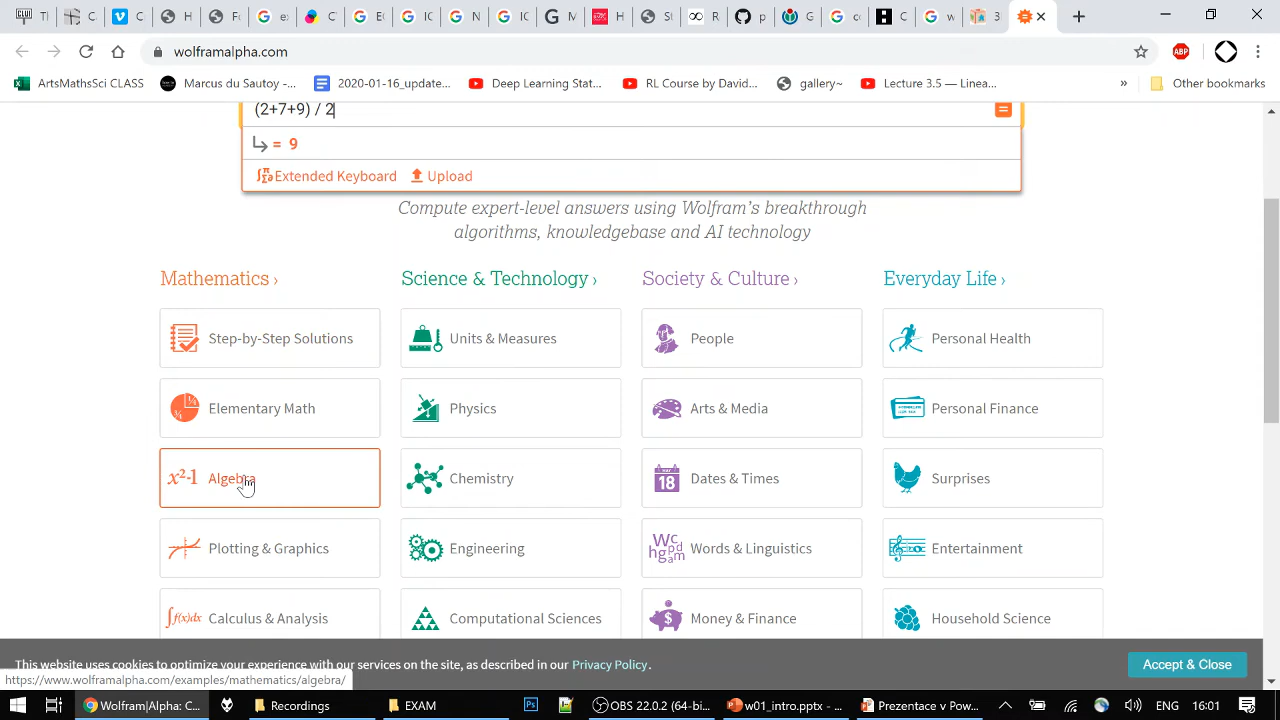 wolframalpha.com
ArtsMathsSci CLASS
Marcus du Sautoy -...
2020-01-16_update...
Deep Learning Stat...
RL Course by David...
gallery~
Lecture 3.5 — Linea...
»
Other bookmarks
(2+7+9) / 2
= 9
Extended Keyboard
Upload
Compute expert-level answers using Wolfram's breakthrough
algorithms, knowledgebase and AI technology
Mathematics ›
Science & Technology ›
Society & Culture ›
Everyday Life ›
Step-by-Step Solutions
Units & Measures
People
Personal Health
Elementary Math
Physics
Arts & Media
Personal Finance
x²-1 Algebra
Chemistry
18 Dates & Times
Surprises
Plotting & Graphics
Engineering
Words & Linguistics
Entertainment
∫f(x)dx Calculus & Analysis
Computational Sciences
Money & Finance
Household Science
This website uses cookies to optimize your experience with our services on the site, as described in our Privacy Policy.
Accept & Close
https://www.wolframalpha.com/examples/mathematics/algebra/
Wolfram|Alpha: C...
Recordings
EXAM
OBS 22.0.2 (64-bi...
w01_intro.pptx - ...
Prezentace v Pow...
ENG
16:01